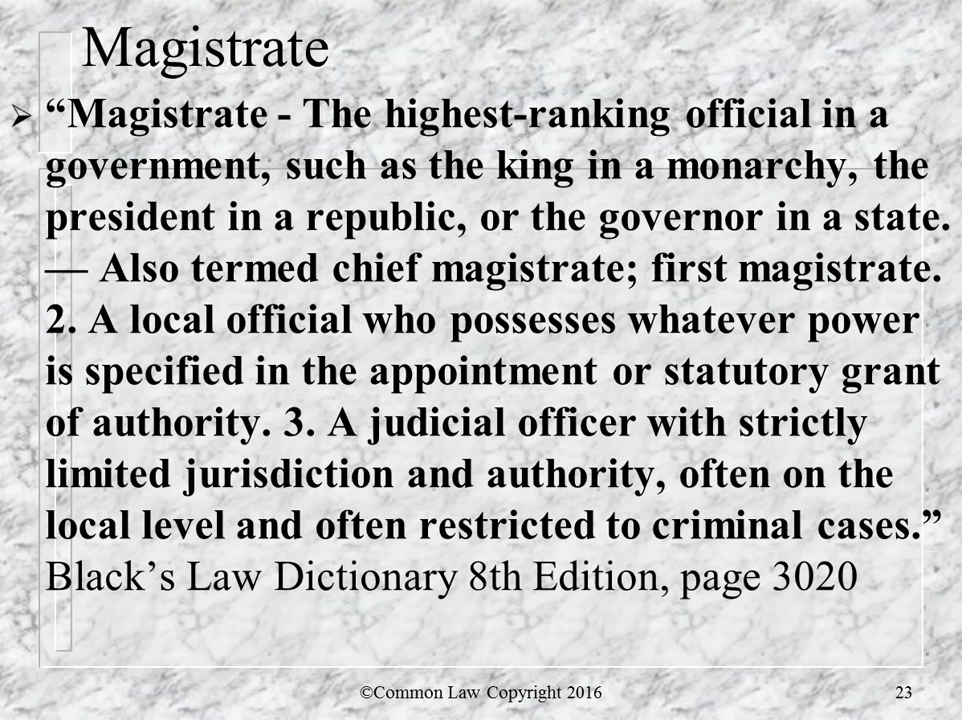 Magistrate
➢ “Magistrate - The highest-ranking official in a
government, such as the king in a monarchy, the
president in a republic, or the governor in a state.
— Also termed chief magistrate; first magistrate.
2. A local official who possesses whatever power
is specified in the appointment or statutory grant
of authority. 3. A judicial officer with strictly
limited jurisdiction and authority, often on the
local level and often restricted to criminal cases.”
Black’s Law Dictionary 8th Edition, page 3020
©Common Law Copyright 2016
23